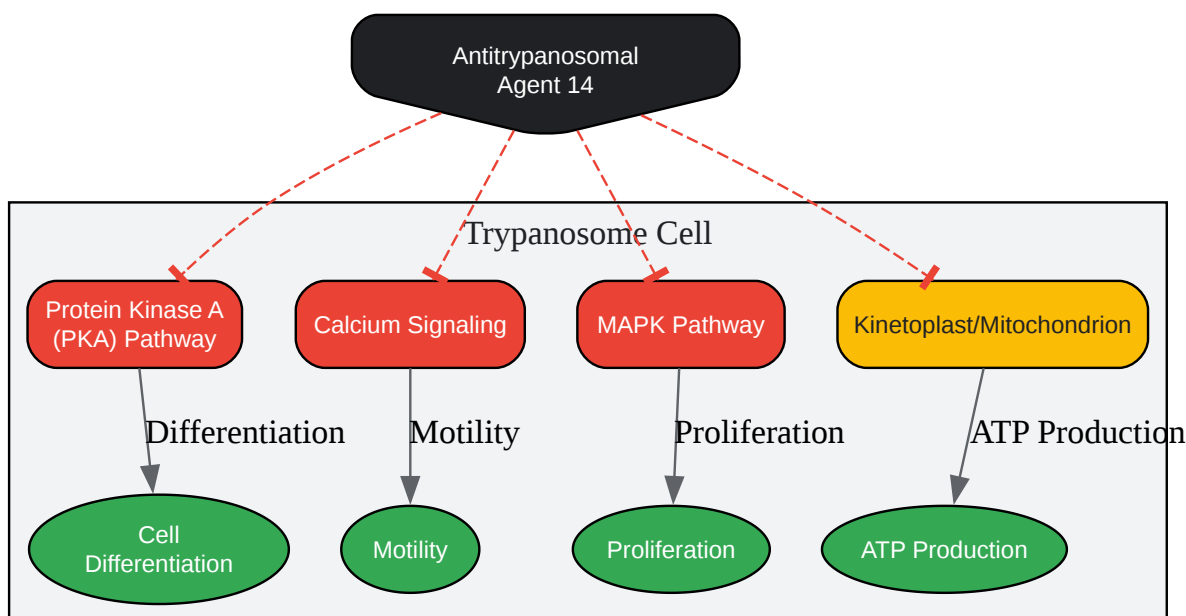 Antitrypanosomal
Agent 14
Trypanosome Cell
Protein Kinase A
(PKA) Pathway
Calcium Signaling
MAPK Pathway
Kinetoplast/Mitochondrion
Differentiation
Motility
Proliferation
ATP Production
Cell
Differentiation
Motility
Proliferation
ATP Production